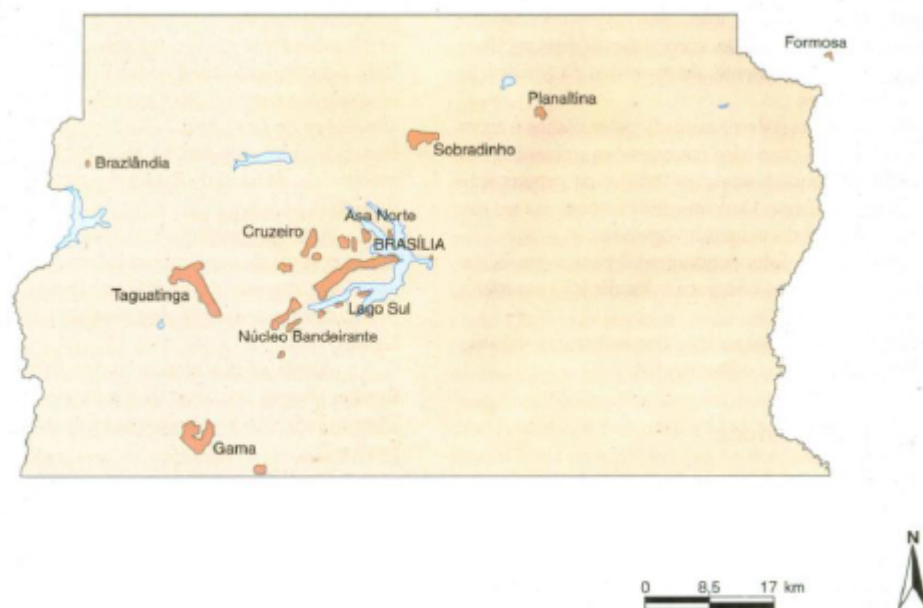 Formosa
Planaltina
Sobradinho
Brazlândia
Asa Norte
Cruzeiro
BRASÍLIA
Taguatinga
Lago Sul
Núcleo Bandeirante
Gama
N
0 8,5 17 km